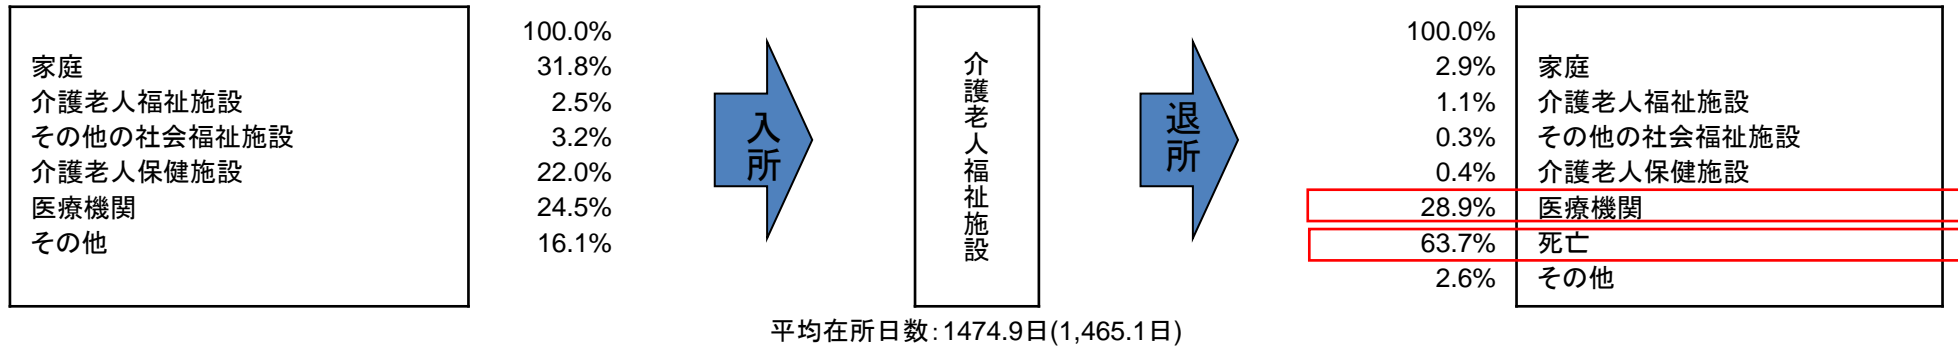 100.0%
家庭 31.8%
介護老人福祉施設 2.5%
その他の社会福祉施設 3.2%
介護老人保健施設 22.0%
医療機関 24.5%
その他 16.1%
入所
介護老人福祉施設
退所
100.0%
2.9% 家庭
1.1% 介護老人福祉施設
0.3% その他の社会福祉施設
0.4% 介護老人保健施設
28.9% 医療機関
63.7% 死亡
2.6% その他
平均在所日数：1474.9日(1,465.1日)